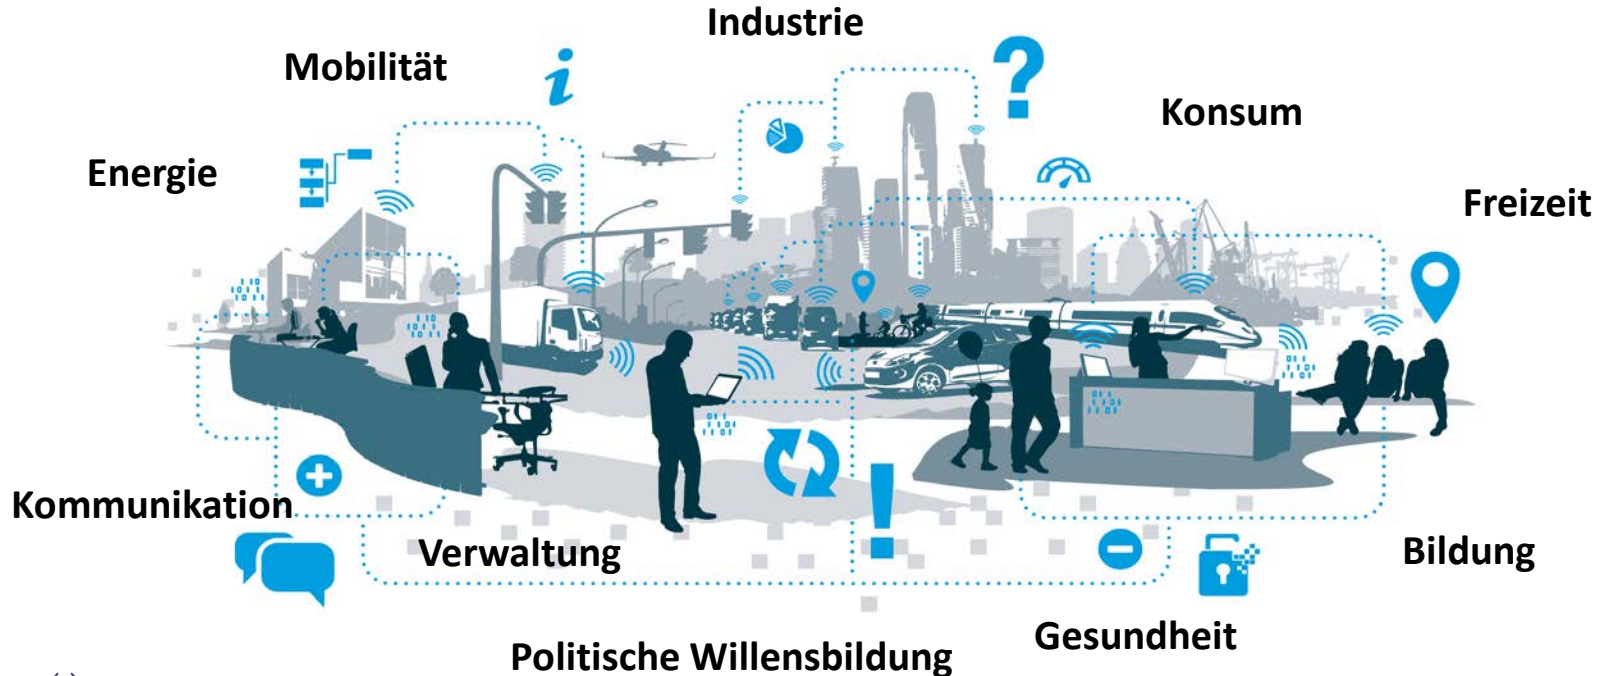 Industrie
Mobilität
Konsum
Energie
Freizeit
Kommunikation
Verwaltung
Bildung
Gesundheit
Politische Willensbildung